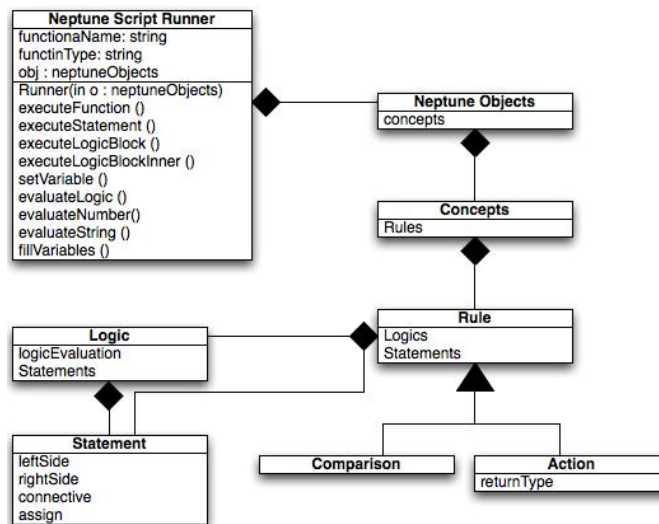 Neptune Script Runner
functionaName: string
functinType: string
obj : neptuneObjects
Runner(in o : neptuneObjects)
executeFunction ()
executeStatement ()
executeLogicBlock ()
executeLogicBlockInner ()
setVariable ()
evaluateLogic ()
evaluateNumber()
evaluateString ()
fillVariables ()
Neptune Objects
concepts
Concepts
Rules
Rule
Logics
Statements
Logic
logicEvaluation
Statements
Statement
leftSide
rightSide
connective
assign
Comparison
Action
returnType